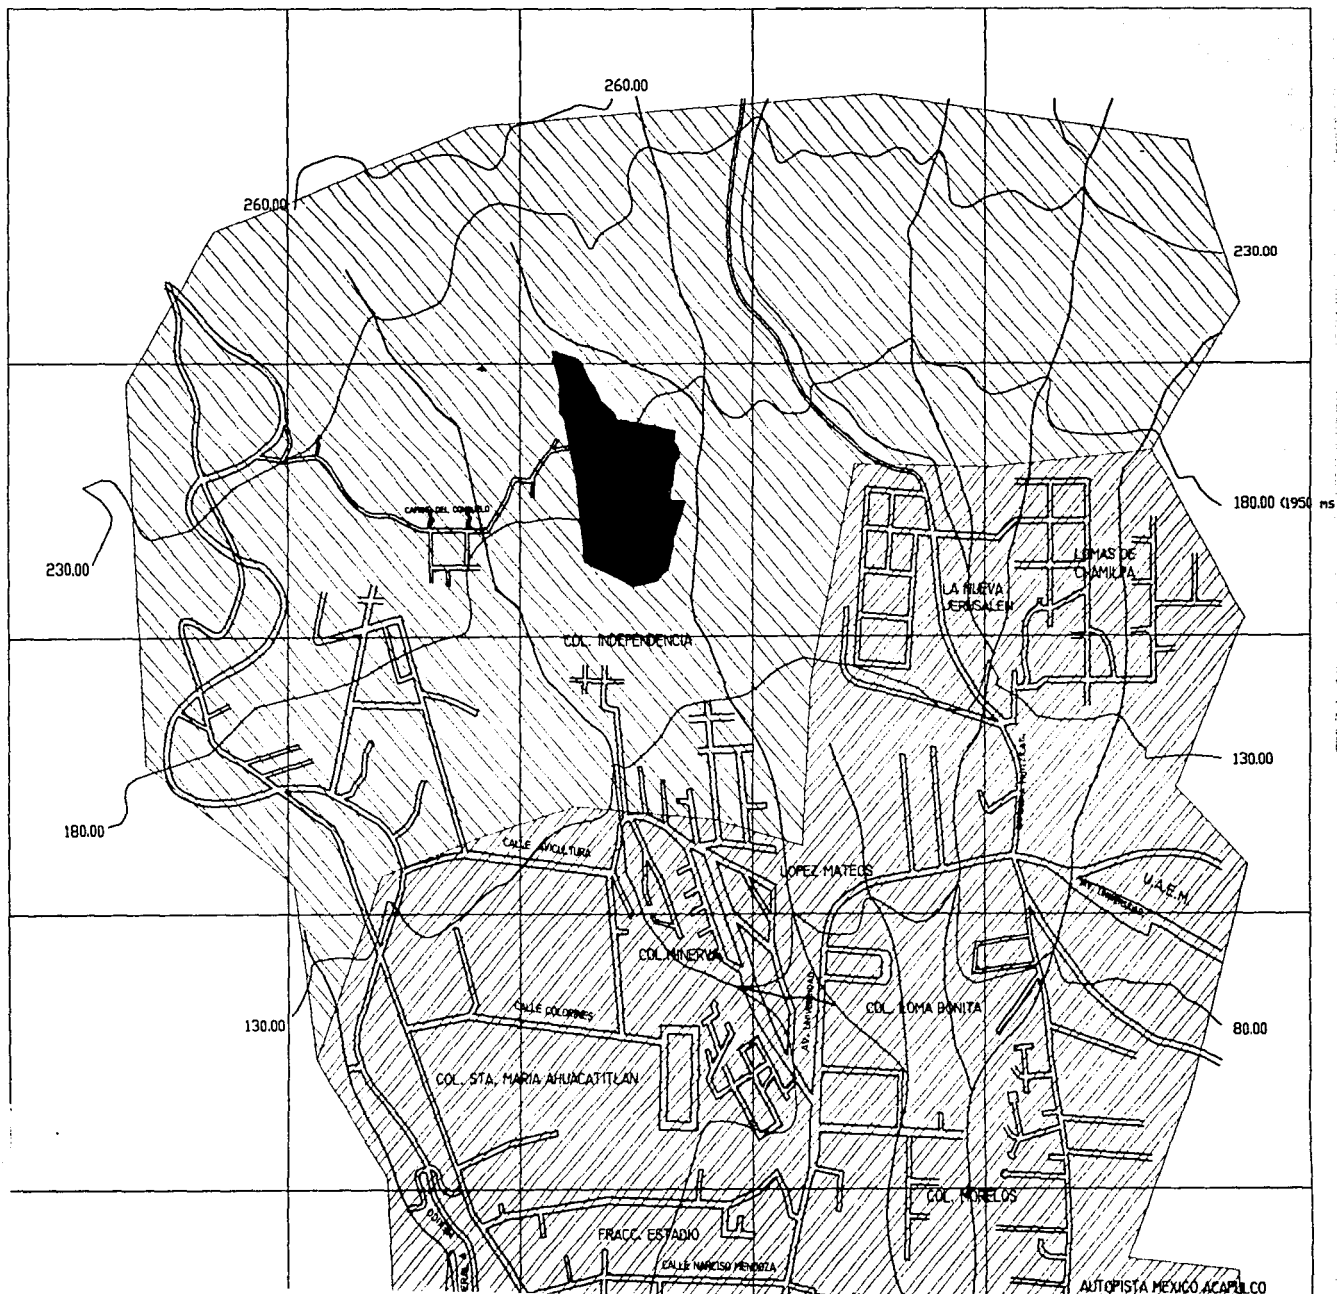 260.00
260.00
230.00
180.00 (1950 MS
CAMINO DEL CONSUELO
LOMAS DE
CHAMILPA
230.00
LA NUEVA
JERUSALEN
COL. INDEPENDENCIA
130.00
180.00
CALLE AVICULTURA
LOPEZ MATEOS
U.A.E.M.
AV. UNIVERSIDAD
COL. MINERVA
AV. UNIVERSIDAD
CALLE COLORINES
COL. LOMA BONITA
130.00
80.00
COL. STA. MARIA AHUACATITLAN
COL. MORELOS
FRACC. ESTADIO
CALLE NARCISO MENDOZA
AUTOPISTA MEXICO ACAPULCO